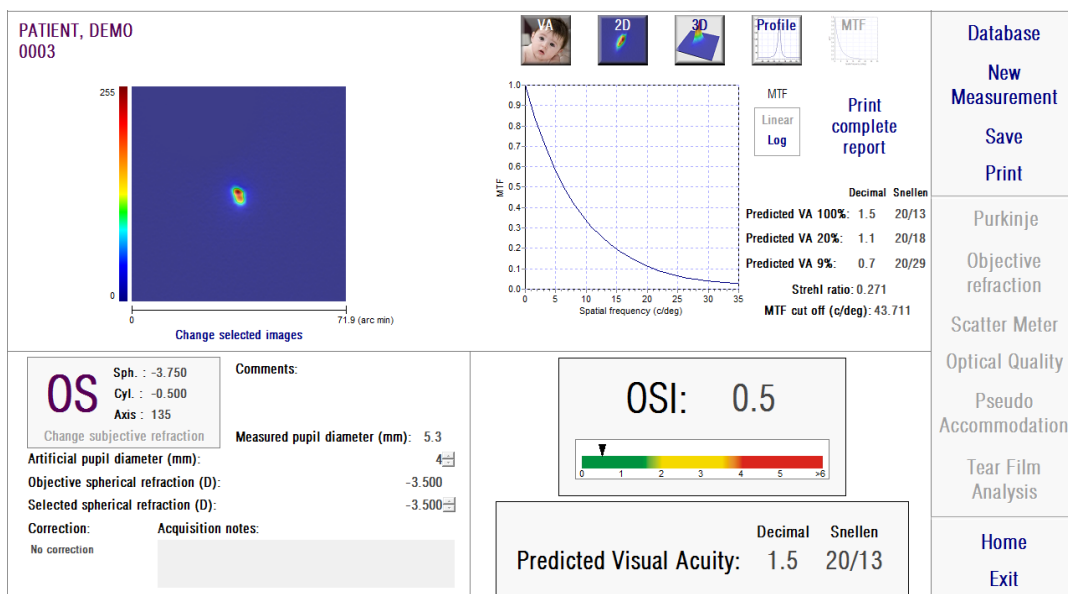 PATIENT, DEMO
0003
VA
2D
3D
Profile
MTF
255
0
0
71.9 (arc min)
Change selected images
1.0
0.9
0.8
0.7
0.6
0.5
0.4
0.3
0.2
0.1
0.0
MTF
0 5 10 15 20 25 30 35
Spatial frequency (c/deg)
MTF
Linear
Log
Print
complete
report
Decimal Snellen
Predicted VA 100%: 1.5 20/13
Predicted VA 20%: 1.1 20/18
Predicted VA 9%: 0.7 20/29
Strehl ratio: 0.271
MTF cut off (c/deg): 43.711
OS
Sph. : -3.750
Cyl. : -0.500
Axis : 135
Change subjective refraction
Comments:
Measured pupil diameter (mm): 5.3
Artificial pupil diameter (mm): 4
Objective spherical refraction (D): -3.500
Selected spherical refraction (D): -3.500
Correction:
No correction
Acquisition notes:
OSI: 0.5
0 1 2 3 4 5 >6
Decimal Snellen
Predicted Visual Acuity: 1.5 20/13
Database
New
Measurement
Save
Print
Purkinje
Objective
refraction
Scatter Meter
Optical Quality
Pseudo
Accommodation
Tear Film
Analysis
Home
Exit